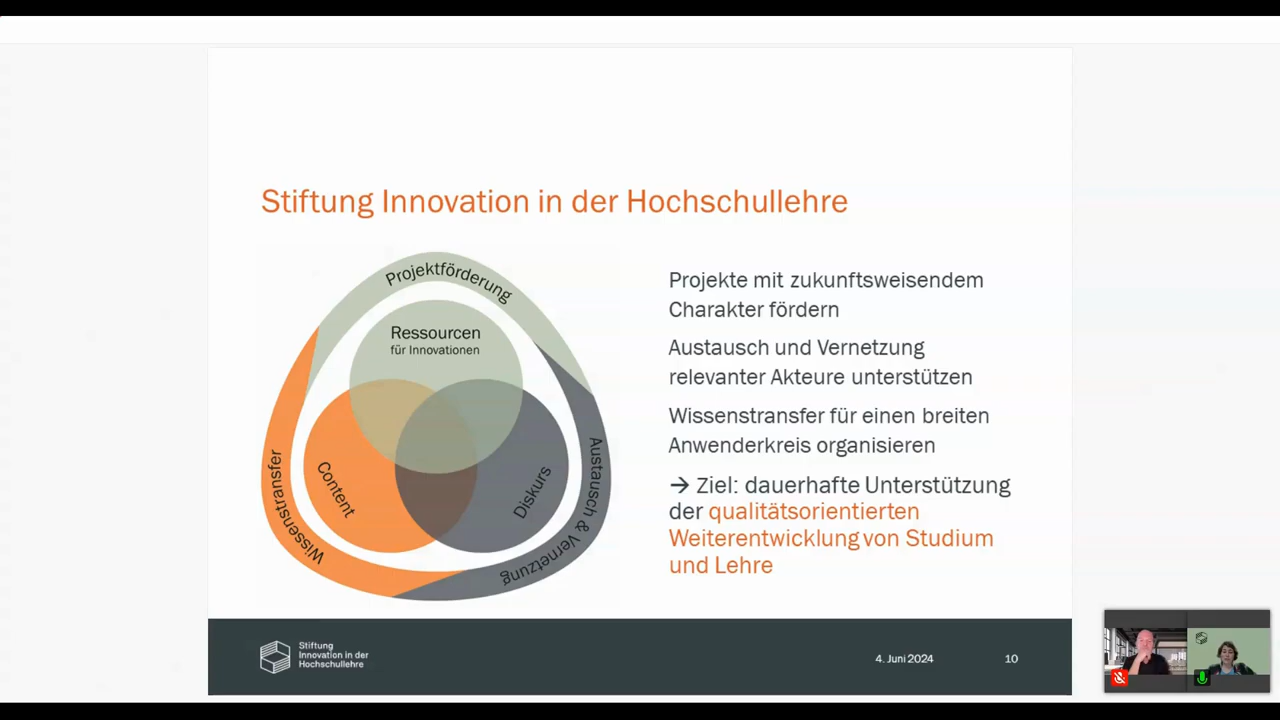 Stiftung Innovation in der Hochschullehre
Projektförderung
Ressourcen
für Innovationen
Content
Diskurs
Wissenstransfer
Austausch & Vernetzung
Projekte mit zukunftsweisendem
Charakter fördern
Austausch und Vernetzung
relevanter Akteure unterstützen
Wissenstransfer für einen breiten
Anwenderkreis organisieren
→ Ziel: dauerhafte Unterstützung
der qualitätsorientierten
Weiterentwicklung von Studium
und Lehre
Stiftung
Innovation in der
Hochschullehre
4. Juni 2024
10